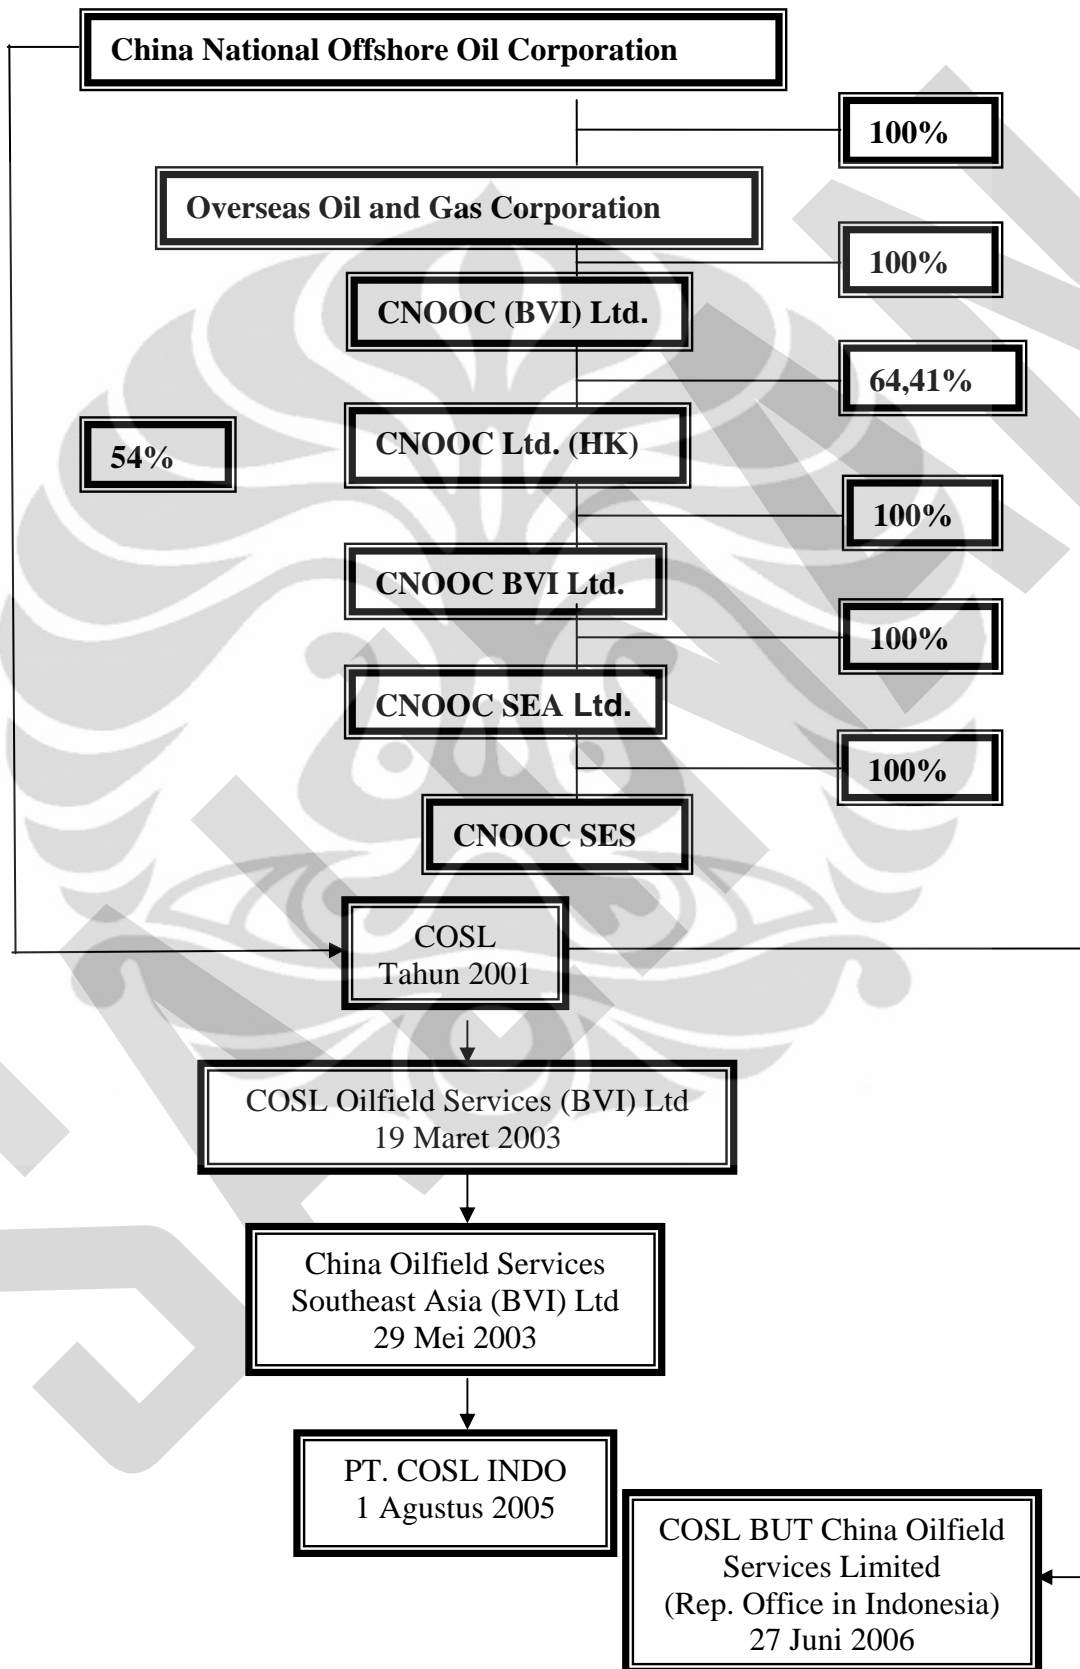 China National Offshore Oil Corporation
100%
Overseas Oil and Gas Corporation
100%
CNOOC (BVI) Ltd.
64,41%
CNOOC Ltd. (HK)
54%
100%
CNOOC BVI Ltd.
100%
CNOOC SEA Ltd.
100%
CNOOC SES
COSL
Tahun 2001
COSL Oilfield Services (BVI) Ltd
19 Maret 2003
China Oilfield Services
Southeast Asia (BVI) Ltd
29 Mei 2003
PT. COSL INDO
1 Agustus 2005
COSL BUT China Oilfield
Services Limited
(Rep. Office in Indonesia)
27 Juni 2006